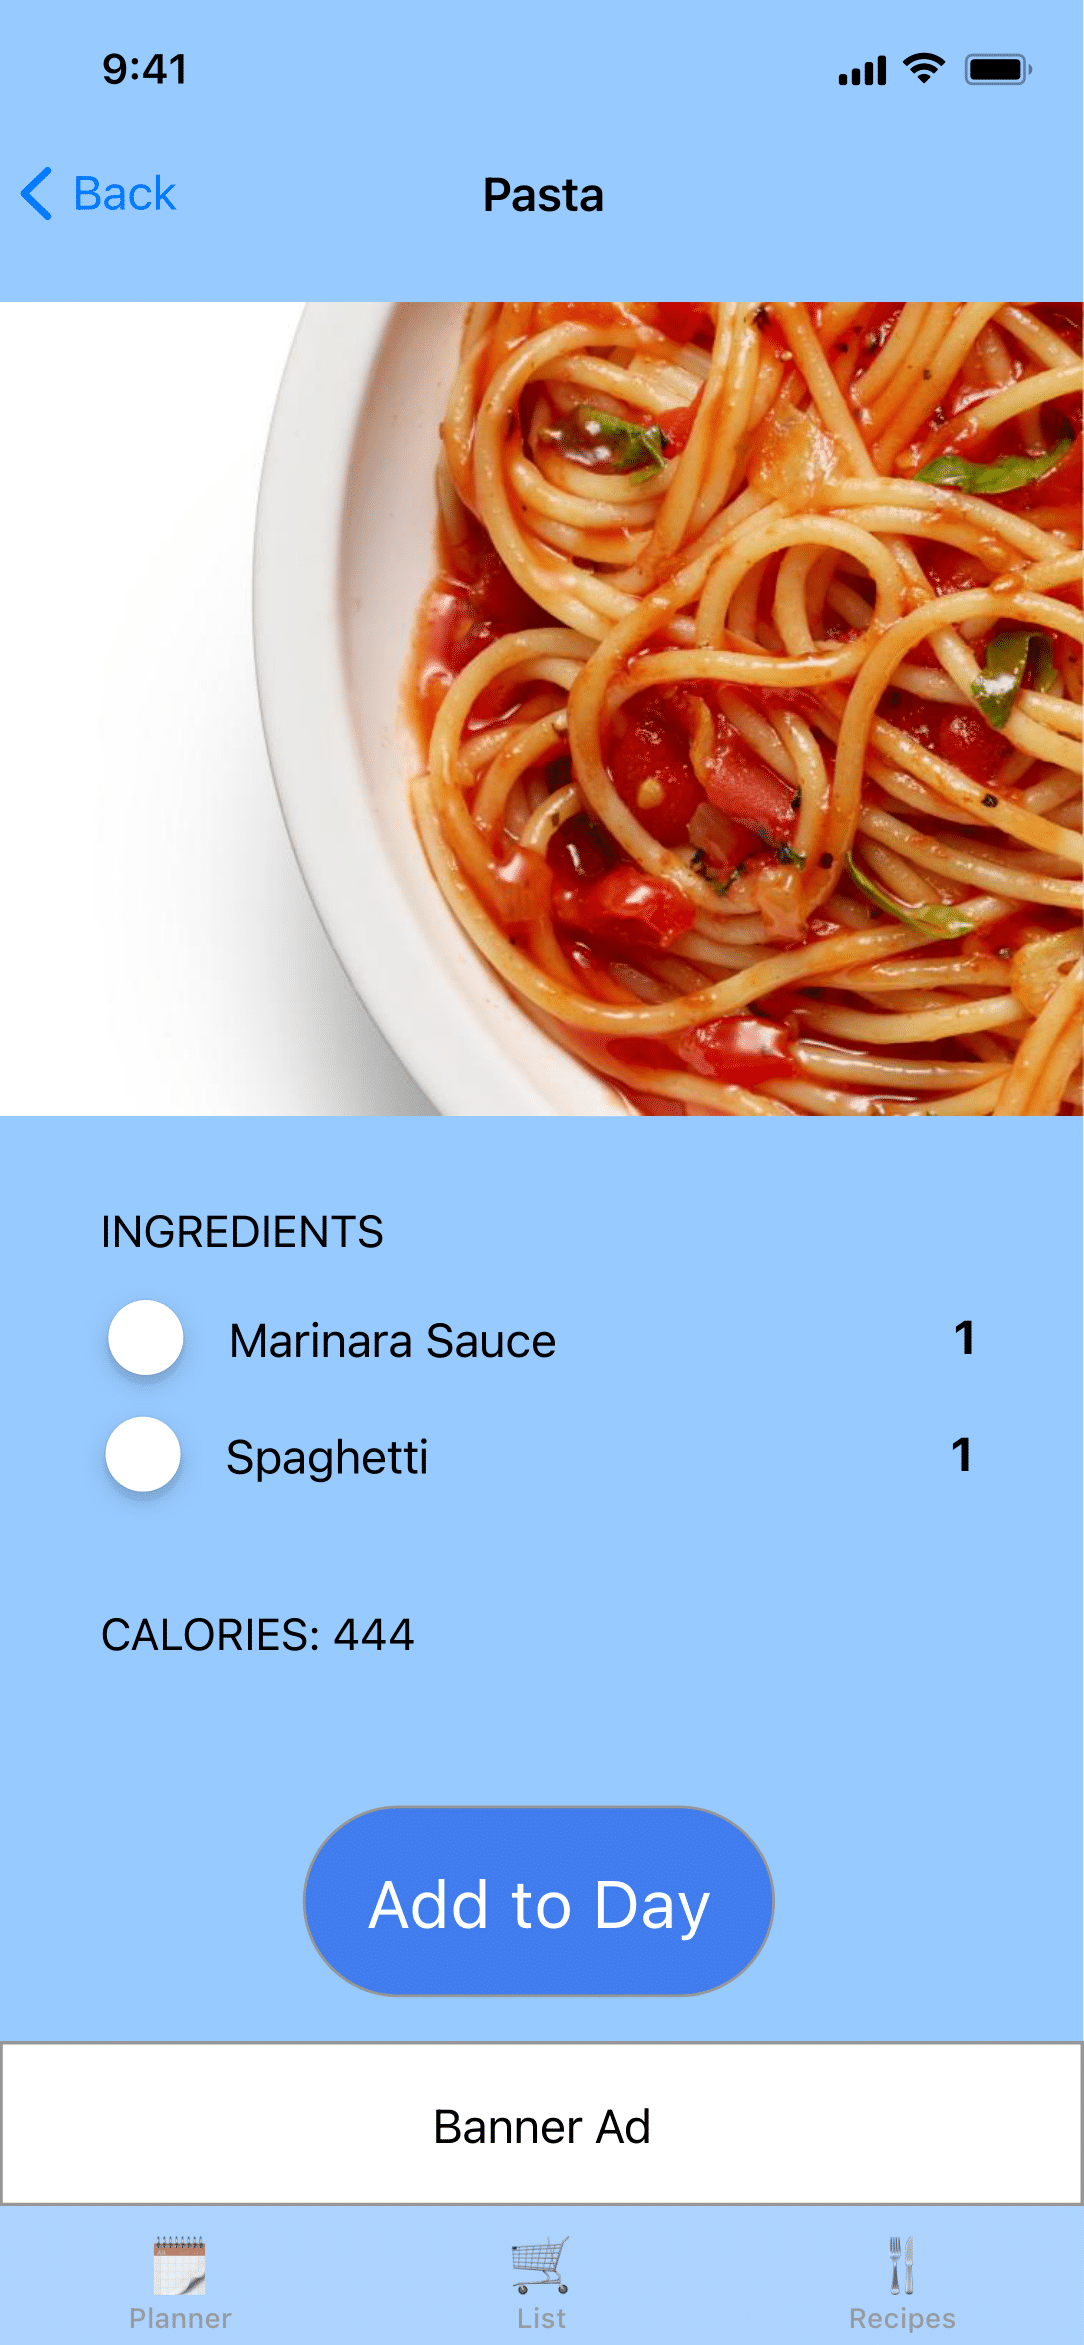 9:41
Back
Pasta
INGREDIENTS
Marinara Sauce 1
Spaghetti 1
CALORIES: 444
Add to Day
Banner Ad
Planner List Recipes